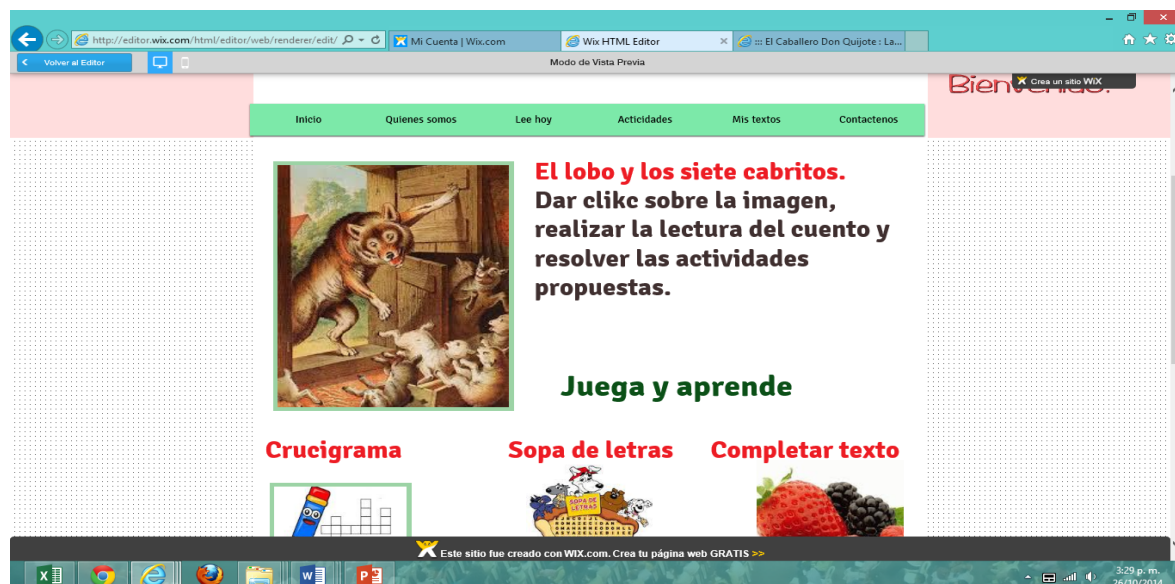 http://editor.wix.com/html/editor/web/renderer/edit/
Mi Cuenta | Wix.com
Wix HTML Editor
::: El Caballero Don Quijote : La...
Volver al Editor
Modo de Vista Previa
Crea un sitio WiX
Inicio
Quienes somos
Lee hoy
Acticidades
Mis textos
Contactenos
El lobo y los siete cabritos.
Dar clikc sobre la imagen,
realizar la lectura del cuento y
resolver las actividades
propuestas.
Juega y aprende
Crucigrama
Sopa de letras
Completar texto
SOPA DE
LETRAS
Este sitio fue creado con WIX.com. Crea tu página web GRATIS >>
3:29 p. m.
26/10/2014